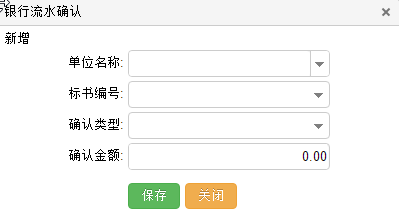 银行流水确认
新增
单位名称:
标书编号:
确认类型:
确认金额: 0.00
保存 关闭